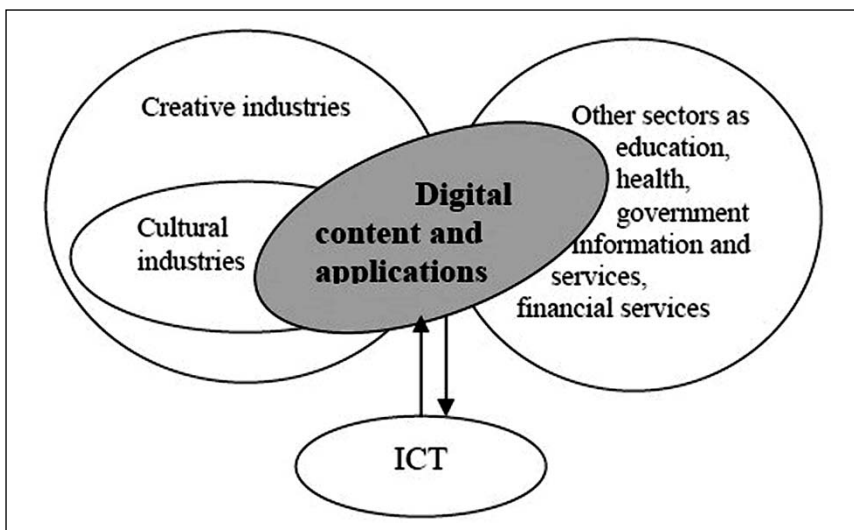 Creative industries
Cultural
industries
Digital
content and
applications
Other sectors as
education,
health,
government
information and
services,
financial services
ICT